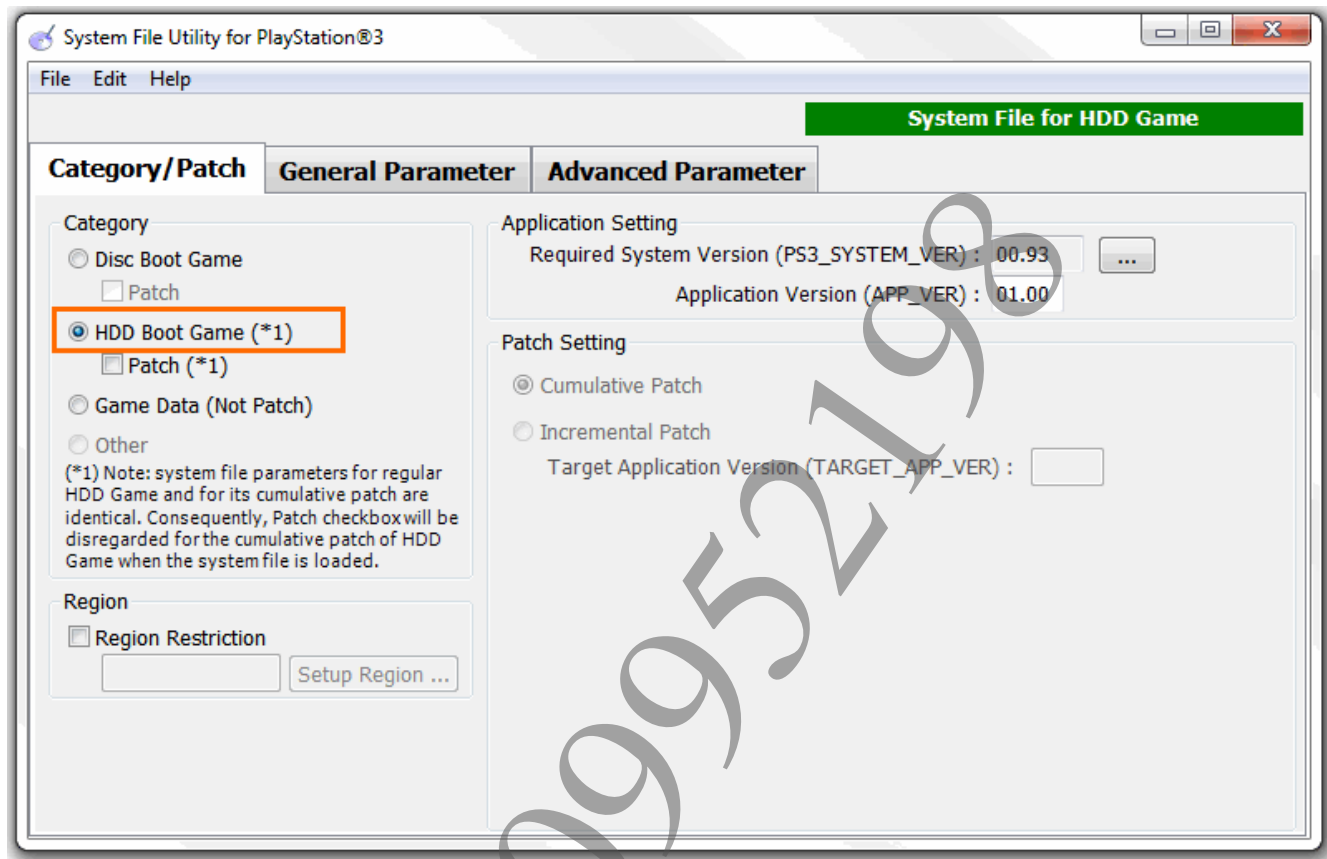 System File Utility for PlayStation®3
File Edit Help
System File for HDD Game
Category/Patch General Parameter Advanced Parameter
Category
Disc Boot Game
Patch
HDD Boot Game (*1)
Patch (*1)
Game Data (Not Patch)
Other
(*1) Note: system file parameters for regular
HDD Game and for its cumulative patch are
identical. Consequently, Patch checkbox will be
disregarded for the cumulative patch of HDD
Game when the system file is loaded.
Region
Region Restriction
Setup Region ...
Application Setting
Required System Version (PS3_SYSTEM_VER) : 00.93 ...
Application Version (APP_VER) : 01.00
Patch Setting
Cumulative Patch
Incremental Patch
Target Application Version (TARGET_APP_VER) :
09952198